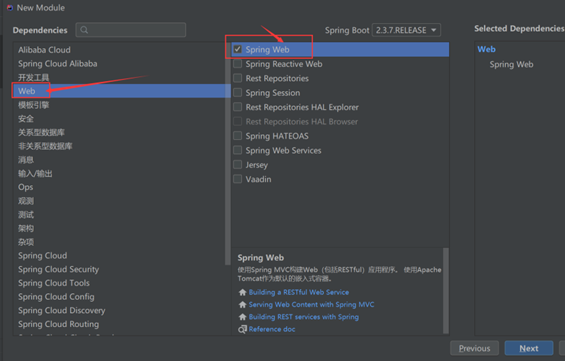 New Module
Dependencies
Spring Boot 2.3.7.RELEASE
Selected Dependencies
Alibaba Cloud
Spring Cloud Alibaba
开发工具
Web
模板引擎
安全
关系型数据库
非关系型数据库
消息
输入/输出
Ops
观测
测试
架构
杂项
Spring Cloud
Spring Cloud Security
Spring Cloud Tools
Spring Cloud Config
Spring Cloud Discovery
Spring Cloud Routing
Spring Web
Spring Reactive Web
Rest Repositories
Spring Session
Rest Repositories HAL Explorer
Rest Repositories HAL Browser
Spring HATEOAS
Spring Web Services
Jersey
Vaadin
Spring Web
使用Spring MVC构建Web（包括RESTful）应用程序。 使用Apache
Tomcat作为默认的嵌入式容器。
Building a RESTful Web Service
Serving Web Content with Spring MVC
Building REST services with Spring
Reference doc
Web
Spring Web
Previous
Next